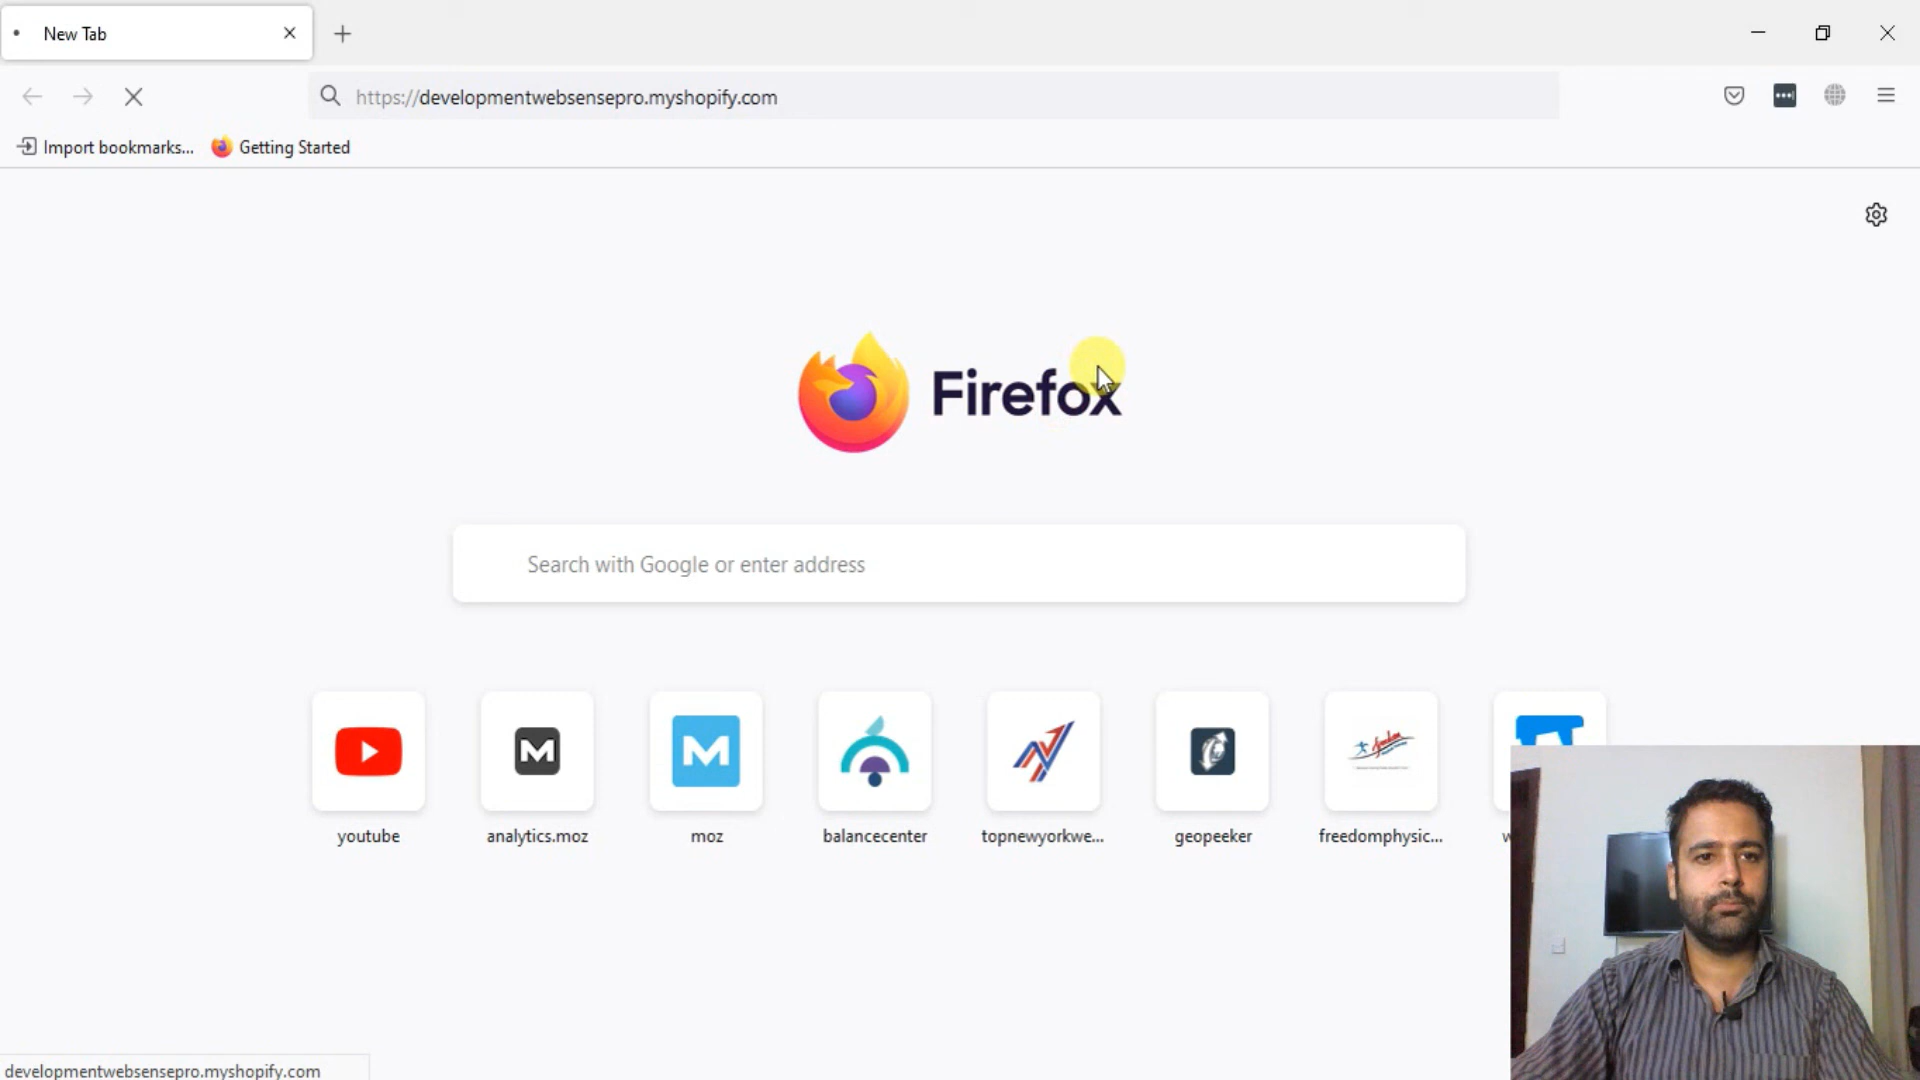 New Tab
https://developmentwebsensepro.myshopify.com
Import bookmarks... Getting Started
Firefox
Search with Google or enter address
youtube analytics.moz moz balancecenter topnewyorkwe... geopeeker freedomphysic...
developmentwebsensepro.myshopify.com